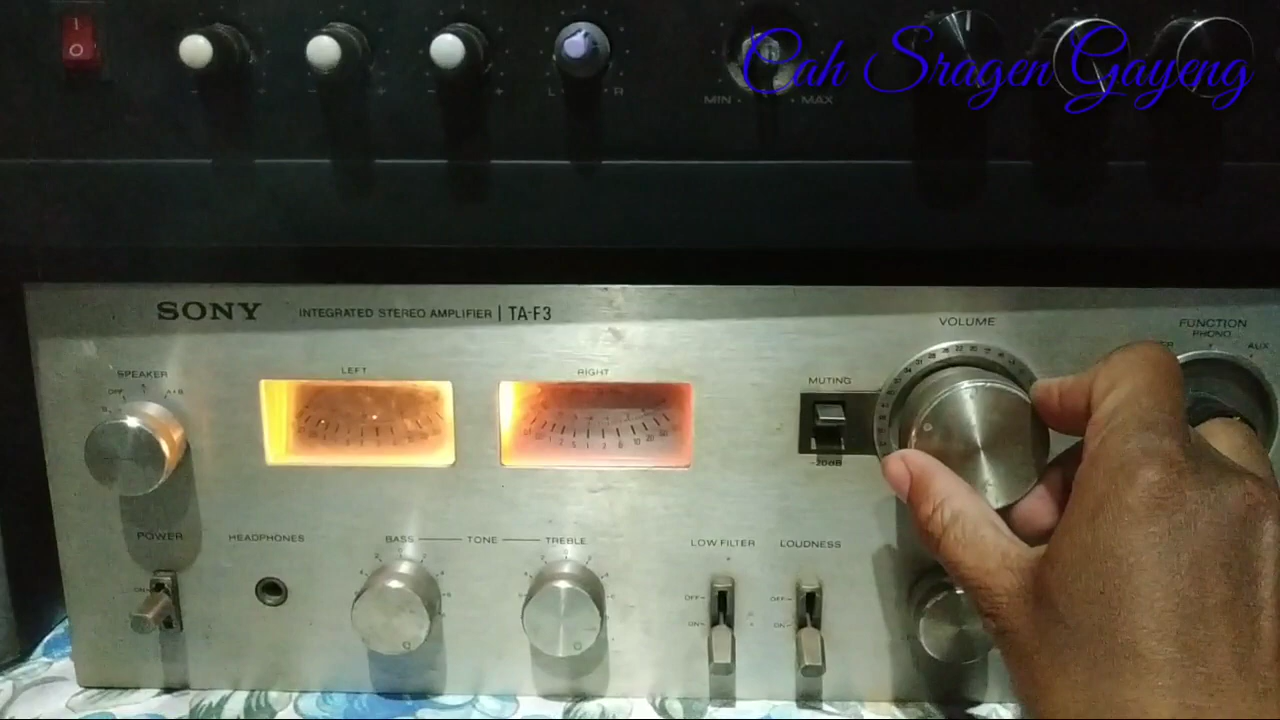 Cah Sragen Gayeng
I
O
- +
- +
- +
L R
MIN MAX
SONY INTEGRATED STEREO AMPLIFIER | TA-F3
VOLUME
FUNCTION
PHONO
AUX
SPEAKER
OFF A+B
B
LEFT
RIGHT
MUTING
-20dB
POWER
ON
HEADPHONES
BASS TONE TREBLE
LOW FILTER
OFF
ON
LOUDNESS
OFF
ON